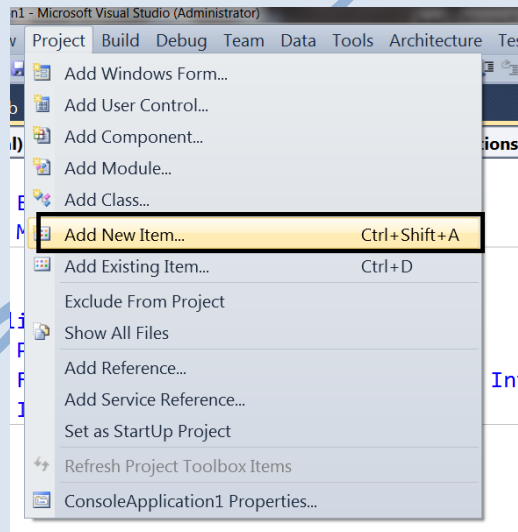 n1 - Microsoft Visual Studio (Administrator)
Project Build Debug Team Data Tools Architecture Tes
Add Windows Form...
Add User Control...
Add Component...
Add Module...
Add Class...
Add New Item... Ctrl+Shift+A
Add Existing Item... Ctrl+D
Exclude From Project
Show All Files
Add Reference...
Add Service Reference...
Set as StartUp Project
Refresh Project Toolbox Items
ConsoleApplication1 Properties...